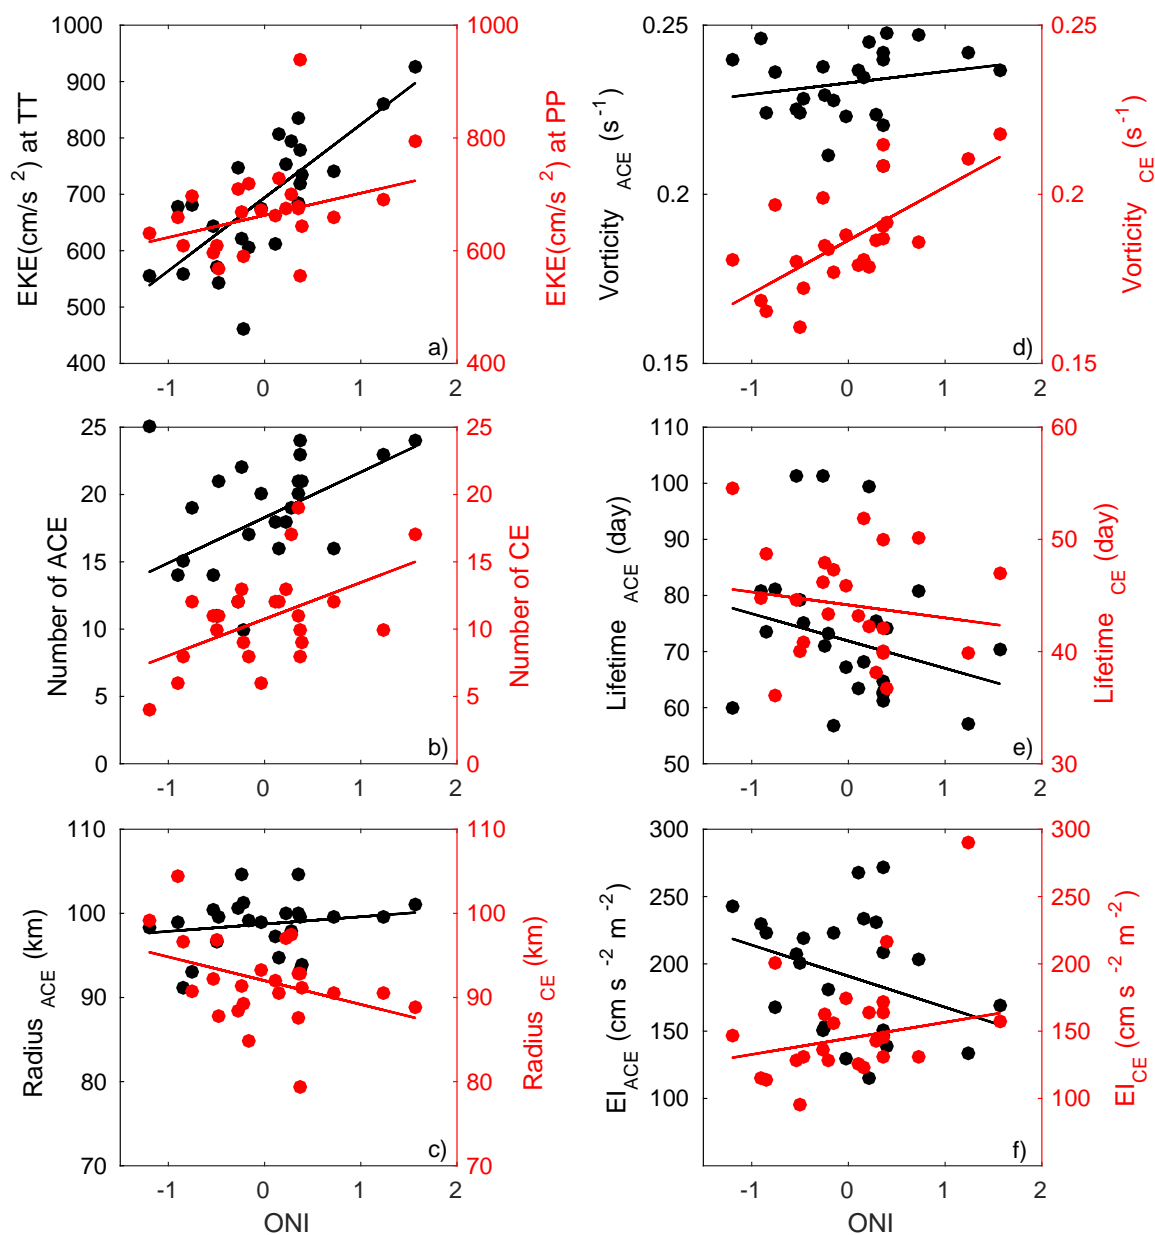 1000
900
800
700
600
500
400
EKE(cm/s 2) at TT
1000
800
600
400
EKE(cm/s 2) at PP
-1 0 1 2
a)
0.25
0.2
0.15
Vorticity ACE (s-1)
0.25
0.2
0.15
Vorticity CE (s-1)
-1 0 1 2
d)
25
20
15
10
5
0
Number of ACE
25
20
15
10
5
0
Number of CE
-1 0 1 2
b)
110
100
90
80
70
60
50
Lifetime ACE (day)
60
50
40
30
Lifetime CE (day)
-1 0 1 2
e)
110
100
90
80
70
Radius ACE (km)
110
100
90
80
70
Radius CE (km)
-1 0 1 2
ONI
c)
300
250
200
150
100
EIACE (cm s-2 m-2)
300
250
200
150
100
EICE (cm s-2 m-2)
-1 0 1 2
ONI
f)